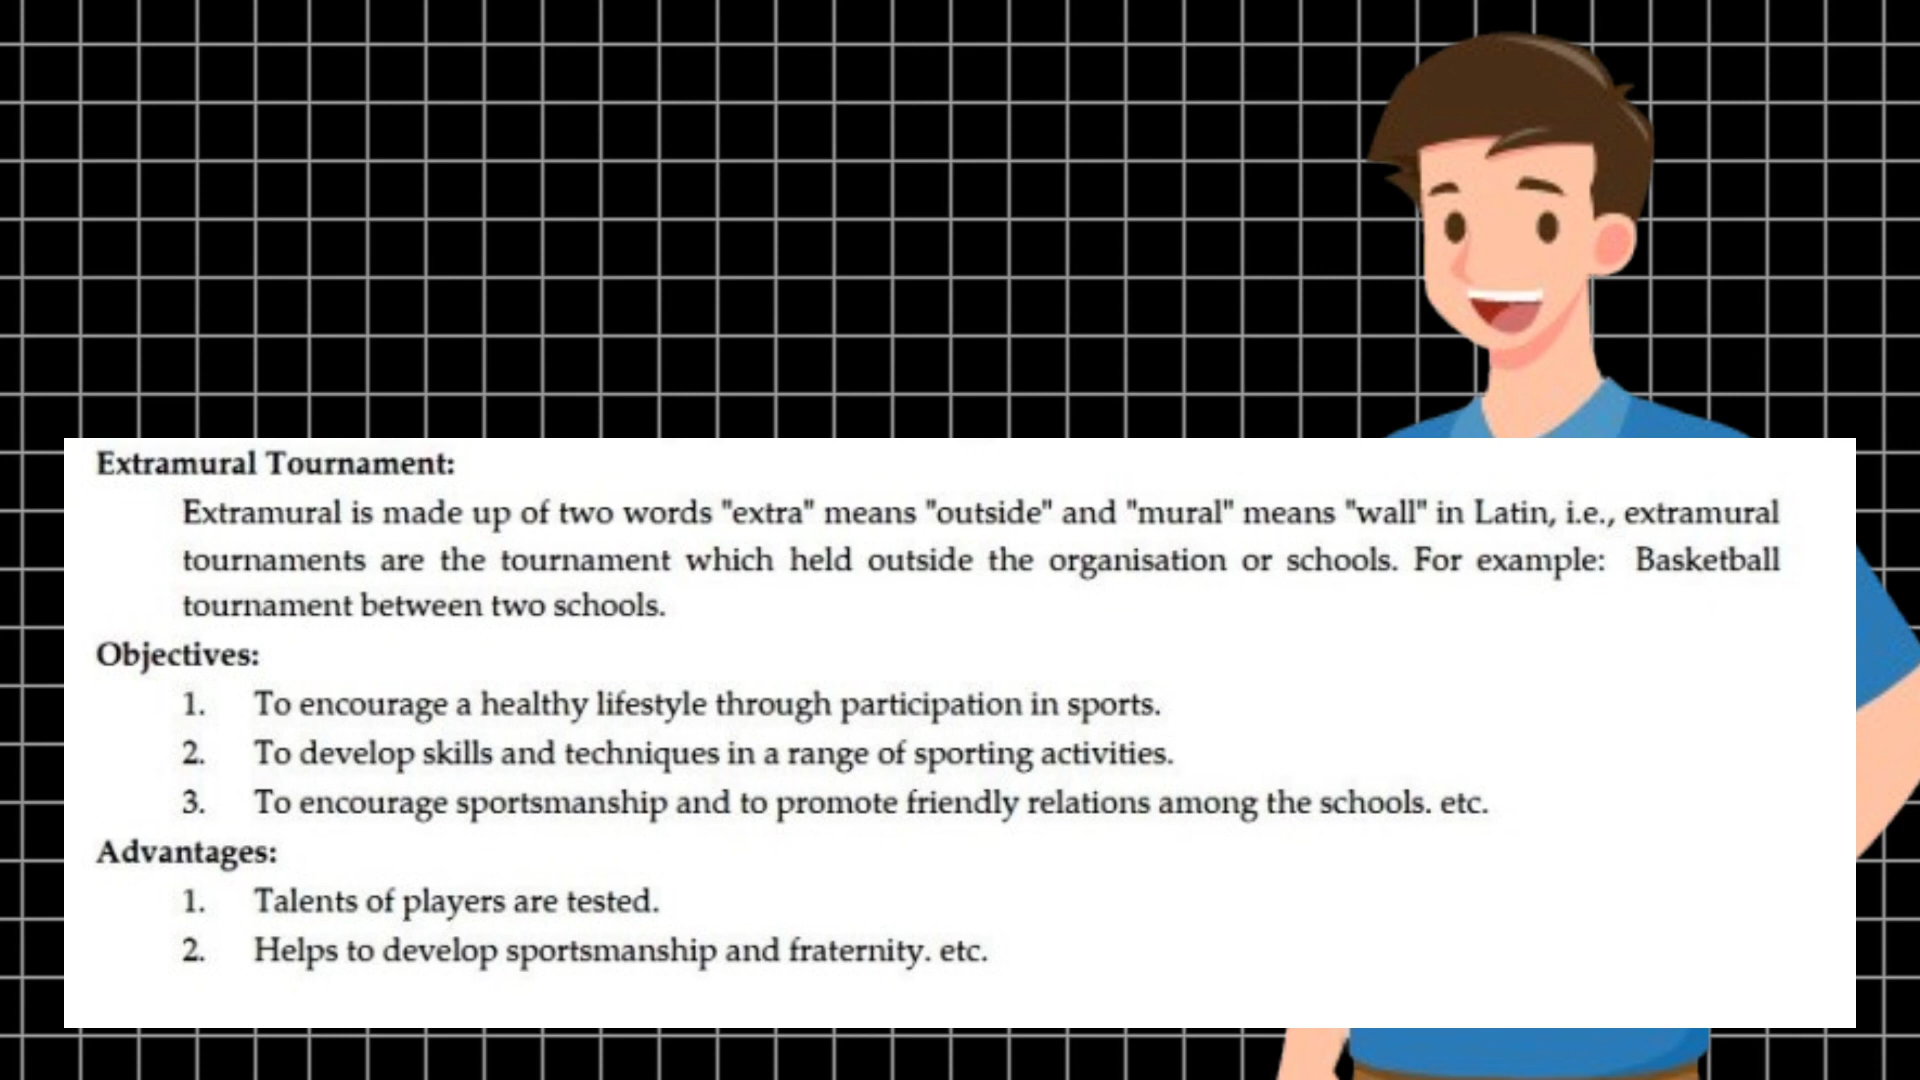 Extramural Tournament:
Extramural is made up of two words "extra" means "outside" and "mural" means "wall" in Latin, i.e., extramural
tournaments are the tournament which held outside the organisation or schools. For example: Basketball
tournament between two schools.
Objectives:
1. To encourage a healthy lifestyle through participation in sports.
2. To develop skills and techniques in a range of sporting activities.
3. To encourage sportsmanship and to promote friendly relations among the schools. etc.
Advantages:
1. Talents of players are tested.
2. Helps to develop sportsmanship and fraternity. etc.